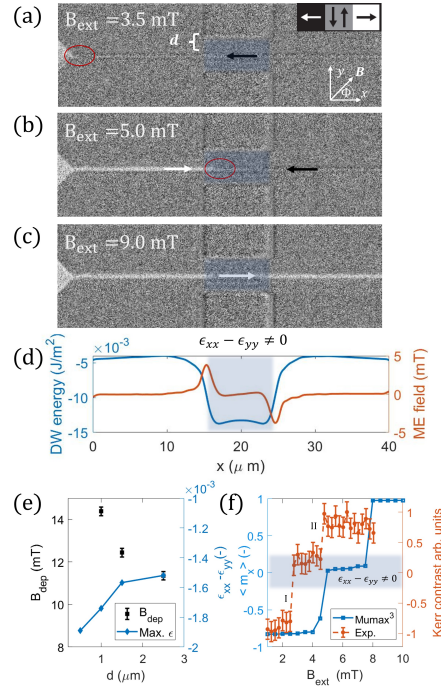 (a)
B_ext = 3.5 mT
d
y
B
Φ
x
(b)
B_ext = 5.0 mT
(c)
B_ext = 9.0 mT
(d)
×10^-3
ϵ_xx − ϵ_yy ≠ 0
DW energy (J/m²)
-5
-10
-15
5
0
-5
ME field (mT)
0
10
20
30
40
x (μ m)
(e)
B_dep (mT)
14
12
10
8
0
1
2
d (μm)
B_dep
Max. ϵ
×10^-3
-1
-1.2
-1.4
-1.6
-1.8
-2
ϵ_xx − ϵ_yy (-)
(f)
< m_x > (-)
1
0.5
0
-0.5
-1
I
II
ϵ_xx − ϵ_yy ≠ 0
Mumax³
Exp.
2
4
6
8
10
B_ext (mT)
1
0.5
0
-0.5
-1
Kerr contrast arb. units